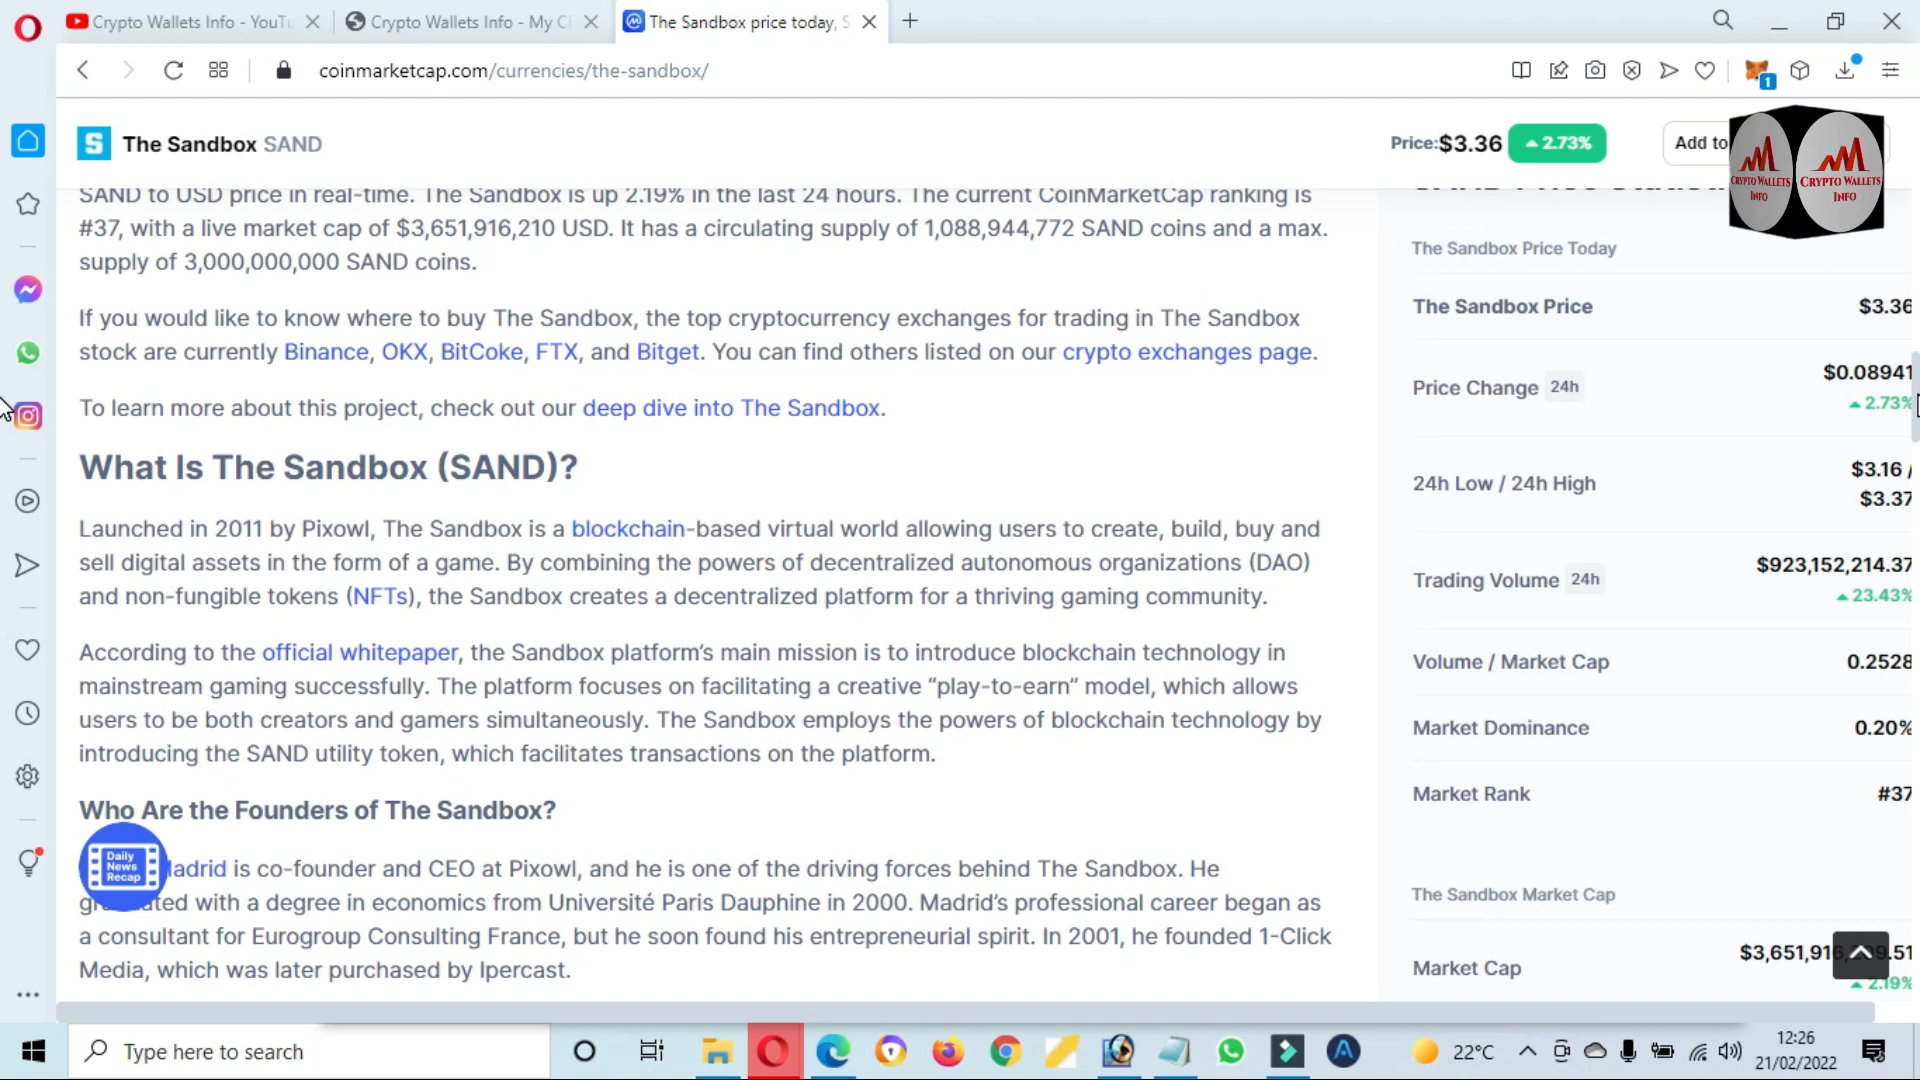 Crypto Wallets Info - YouTu
Crypto Wallets Info - My C
The Sandbox price today, S
coinmarketcap.com/currencies/the-sandbox/
1
The Sandbox SAND
Price:$3.36
2.73%
Add to
CRYPTO WALLETS
INFO
CRYPTO WALLETS
INFO
SAND to USD price in real-time. The Sandbox is up 2.19% in the last 24 hours. The current CoinMarketCap ranking is
#37, with a live market cap of $3,651,916,210 USD. It has a circulating supply of 1,088,944,772 SAND coins and a max.
supply of 3,000,000,000 SAND coins.
If you would like to know where to buy The Sandbox, the top cryptocurrency exchanges for trading in The Sandbox
stock are currently Binance, OKX, BitCoke, FTX, and Bitget. You can find others listed on our crypto exchanges page.
To learn more about this project, check out our deep dive into The Sandbox.
What Is The Sandbox (SAND)?
Launched in 2011 by Pixowl, The Sandbox is a blockchain-based virtual world allowing users to create, build, buy and
sell digital assets in the form of a game. By combining the powers of decentralized autonomous organizations (DAO)
and non-fungible tokens (NFTs), the Sandbox creates a decentralized platform for a thriving gaming community.
According to the official whitepaper, the Sandbox platform's main mission is to introduce blockchain technology in
mainstream gaming successfully. The platform focuses on facilitating a creative “play-to-earn” model, which allows
users to be both creators and gamers simultaneously. The Sandbox employs the powers of blockchain technology by
introducing the SAND utility token, which facilitates transactions on the platform.
Who Are the Founders of The Sandbox?
Madrid is co-founder and CEO at Pixowl, and he is one of the driving forces behind The Sandbox. He
with a degree in economics from Université Paris Dauphine in 2000. Madrid's professional career began as
a consultant for Eurogroup Consulting France, but he soon found his entrepreneurial spirit. In 2001, he founded 1-Click
Media, which was later purchased by Ipercast.
Daily
News
Recap
The Sandbox Price Today
The Sandbox Price
$3.36
Price Change 24h
$0.08941
2.73%
24h Low / 24h High
$3.16 /
$3.37
Trading Volume 24h
$923,152,214.37
23.43%
Volume / Market Cap
0.2528
Market Dominance
0.20%
Market Rank
#37
The Sandbox Market Cap
Market Cap
2.19%
Type here to search
22°C
12:26
21/02/2022